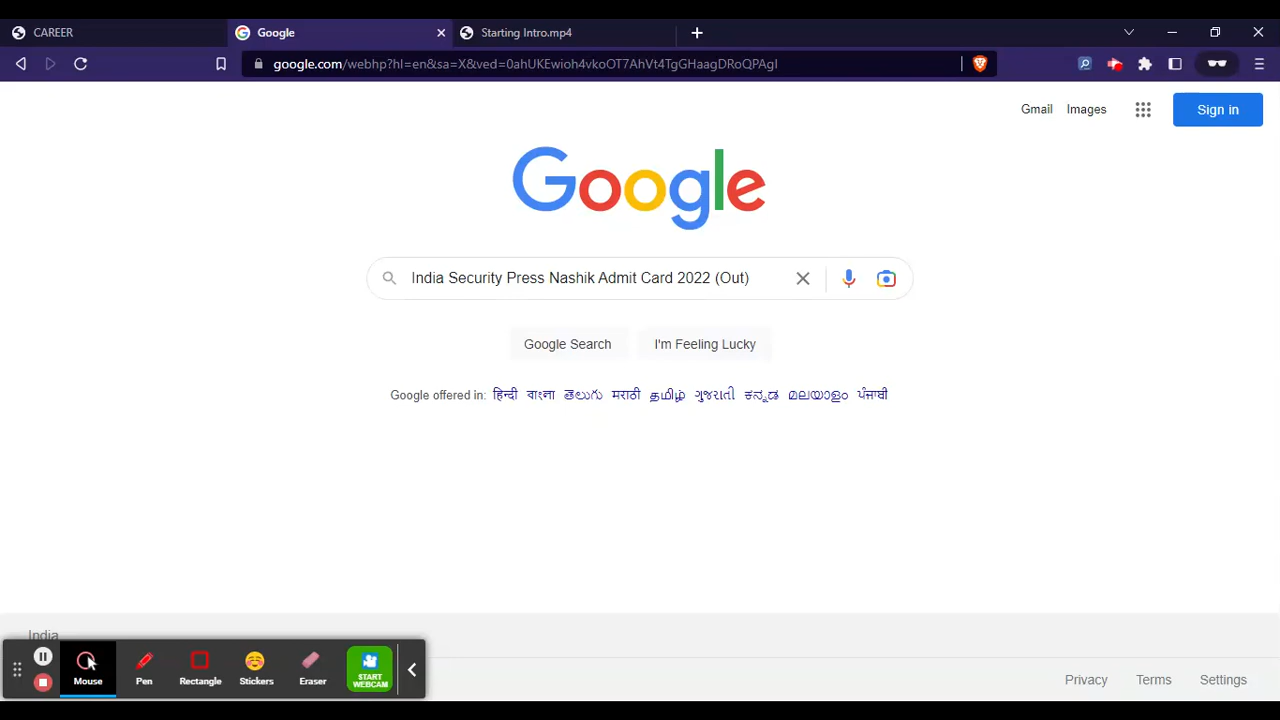 CAREER
Google
Starting Intro.mp4
google.com/webhp?hl=en&sa=X&ved=0ahUKEwioh4vkoOT7AhVt4TgGHaagDRoQPAgI
Gmail Images Sign in
Google
India Security Press Nashik Admit Card 2022 (Out)
Google Search I'm Feeling Lucky
Google offered in: हिन्दी বাংলা తెలుగు मराठी தமிழ் ગુજરાતી ಕನ್ನಡ മലയാളം ਪੰਜਾਬੀ
India
Mouse Pen Rectangle Stickers Eraser START WEBCAM
Privacy Terms Settings